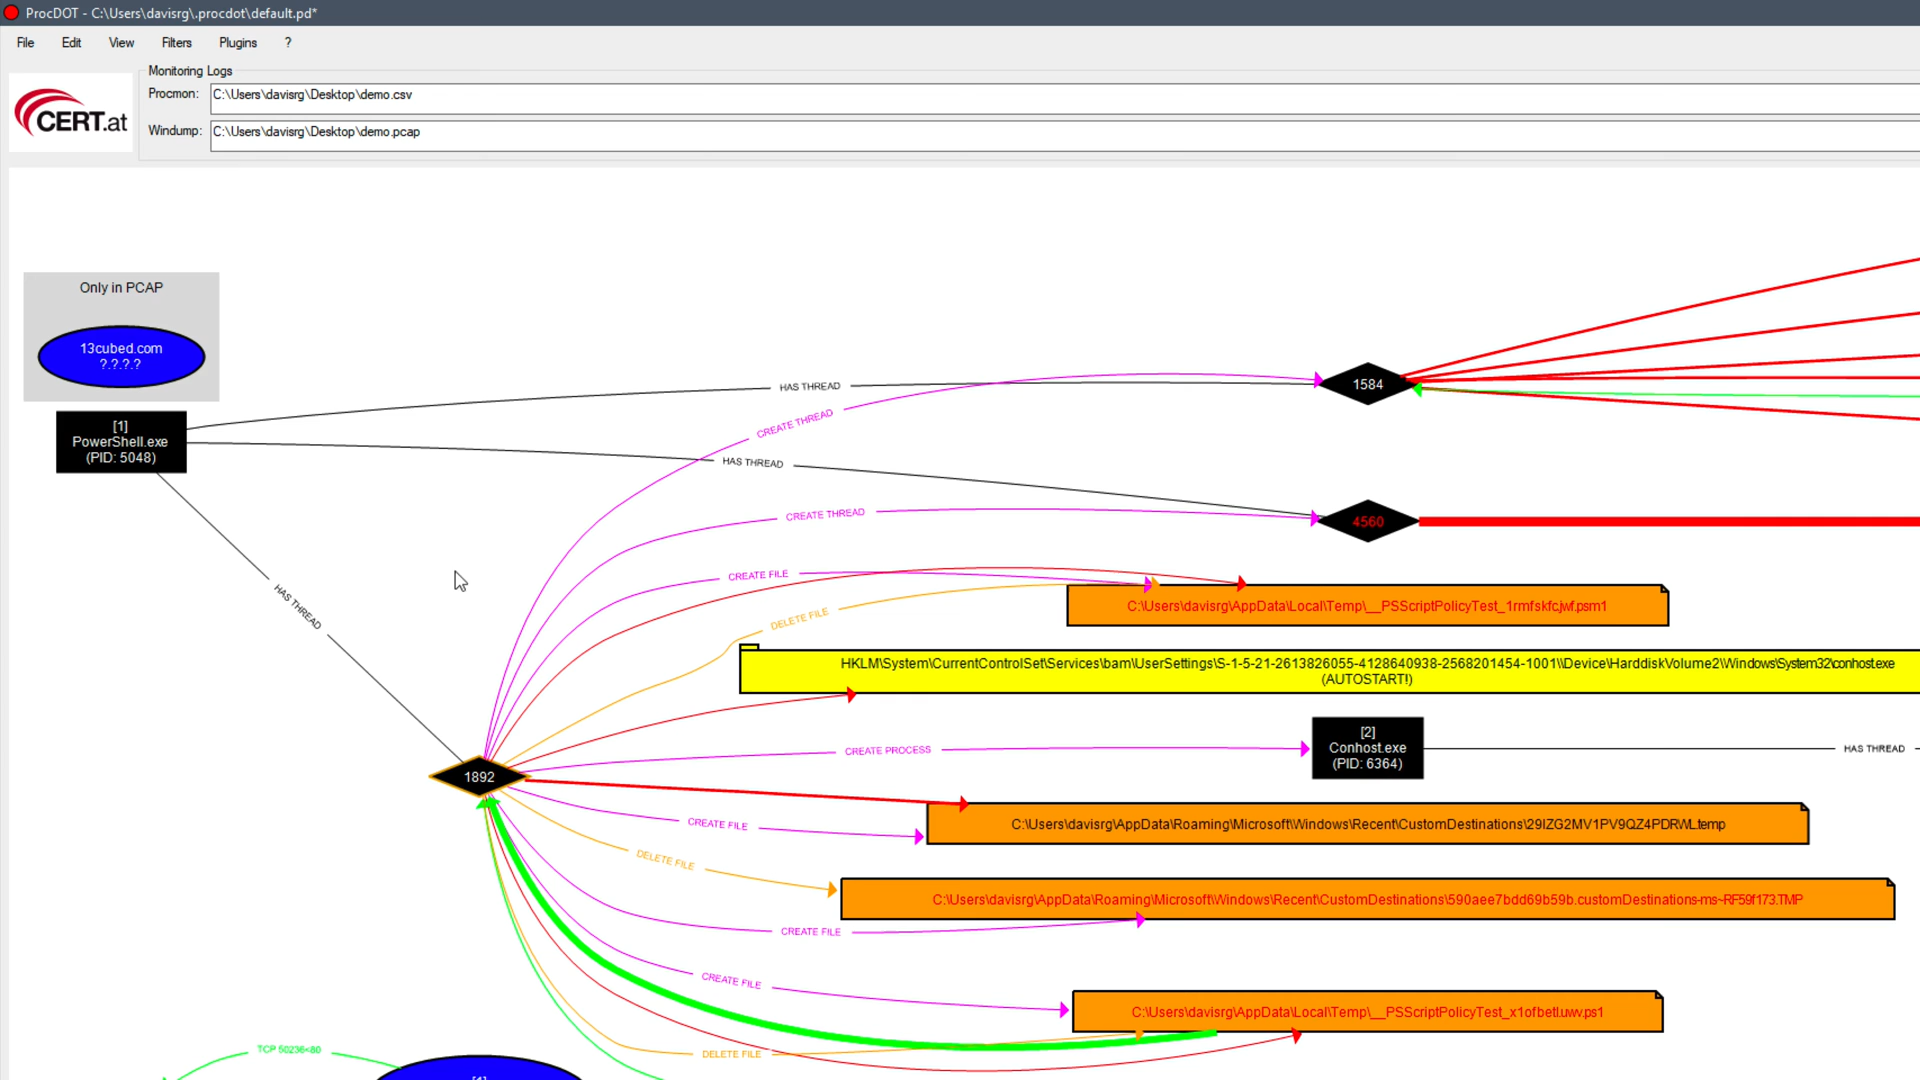 ProcDOT - C:\Users\davisrg\.procdot\default.pd*
File Edit View Filters Plugins ?
Monitoring Logs
CERT.at
Procmon: C:\Users\davisrg\Desktop\demo.csv
Windump: C:\Users\davisrg\Desktop\demo.pcap
Only in PCAP
13cubed.com
?.?.?.?
[1]
PowerShell.exe
(PID: 5048)
HAS THREAD
1584
CREATE THREAD
HAS THREAD
CREATE THREAD
4560
CREATE FILE
HAS THREAD
DELETE FILE
C:\Users\davisrg\AppData\Local\Temp\__PSScriptPolicyTest_1rmfskfc.jwf.psm1
HKLM\System\CurrentControlSet\Services\bam\UserSettings\S-1-5-21-2613826055-4128640938-2568201454-1001\\Device\HarddiskVolume2\Windows\System32\conhost.exe
(AUTOSTART!)
1892
CREATE PROCESS
[2]
Conhost.exe
(PID: 6364)
HAS THREAD
CREATE FILE
C:\Users\davisrg\AppData\Roaming\Microsoft\Windows\Recent\CustomDestinations\29IZG2MV1PV9QZ4PDRWL.temp
DELETE FILE
C:\Users\davisrg\AppData\Roaming\Microsoft\Windows\Recent\CustomDestinations\590aee7bdd69b59b.customDestinations-ms~RF59f173.TMP
CREATE FILE
CREATE FILE
C:\Users\davisrg\AppData\Local\Temp\__PSScriptPolicyTest_x1ofbetl.uwv.ps1
TCP 50236<80
DELETE FILE
[1]